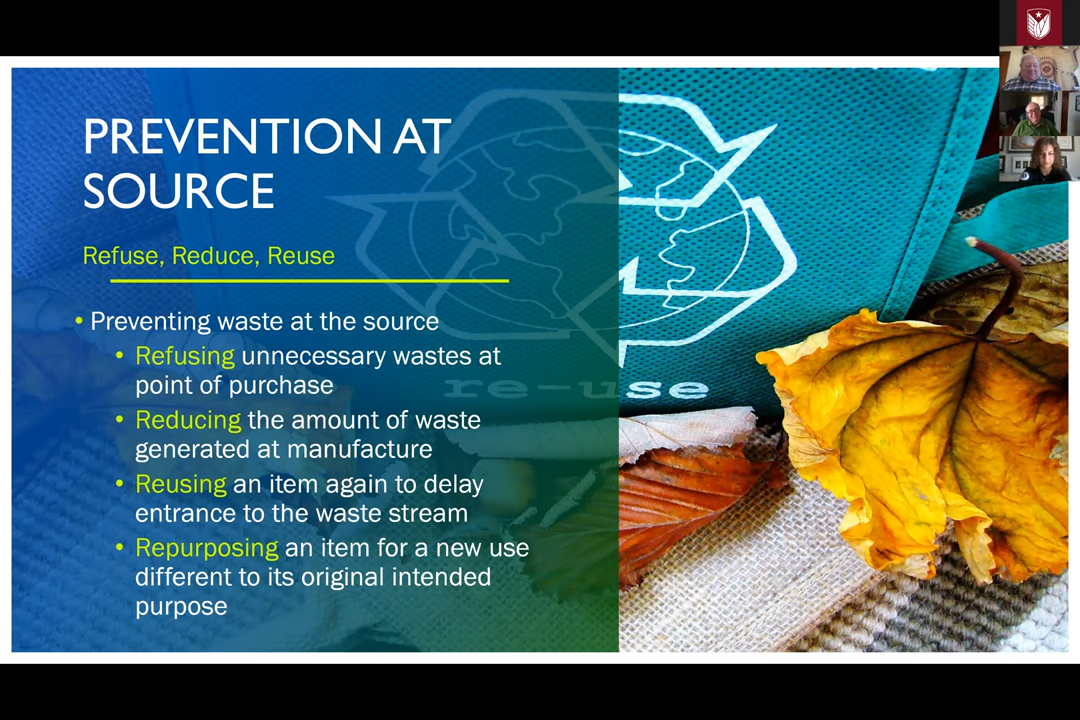 PREVENTION AT
SOURCE
Refuse, Reduce, Reuse
• Preventing waste at the source
• Refusing unnecessary wastes at
point of purchase
• Reducing the amount of waste
generated at manufacture
• Reusing an item again to delay
entrance to the waste stream
• Repurposing an item for a new use
different to its original intended
purpose
re-use